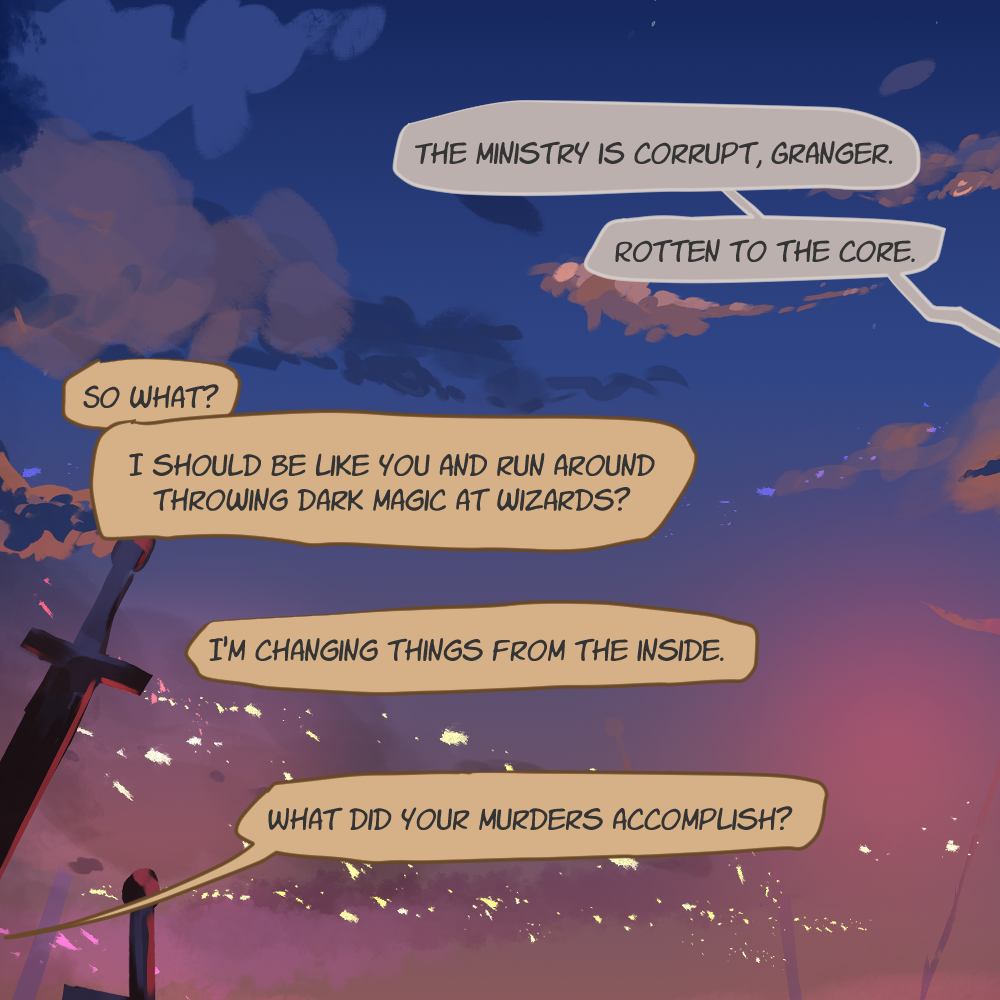 THE MINISTRY IS CORRUPT, GRANGER.
ROTTEN TO THE CORE.
SO WHAT?
I SHOULD BE LIKE YOU AND RUN AROUND
THROWING DARK MAGIC AT WIZARDS?
I'M CHANGING THINGS FROM THE INSIDE.
WHAT DID YOUR MURDERS ACCOMPLISH?